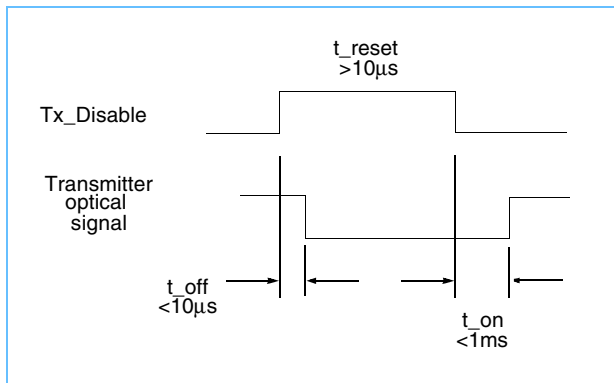 t_reset
>10µs
Tx_Disable
Transmitter
optical
signal
t_off
<10µs
t_on
<1ms